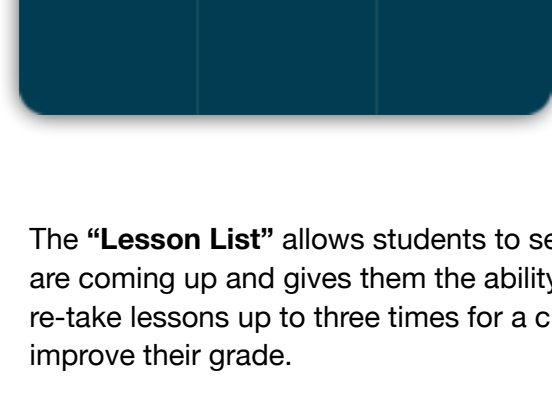 The “Lesson List” allows students to
are coming up and gives them the ability
re-take lessons up to three times for a
improve their grade.